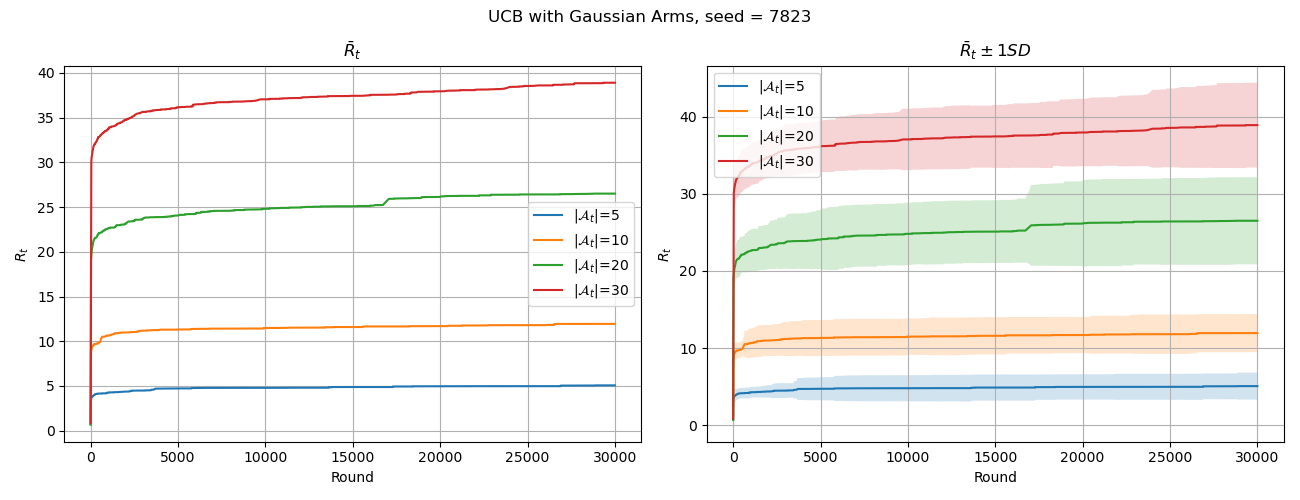 UCB with Gaussian Arms, seed = 7823
R̄ₜ
40
35
30
25
20
15
10
5
0
0 5000 10000 15000 20000 25000 30000
Round
Rₜ
|𝒜ₜ|=5
|𝒜ₜ|=10
|𝒜ₜ|=20
|𝒜ₜ|=30
R̄ₜ ± 1SD
40
30
20
10
0
0 5000 10000 15000 20000 25000 30000
Round
Rₜ
|𝒜ₜ|=5
|𝒜ₜ|=10
|𝒜ₜ|=20
|𝒜ₜ|=30